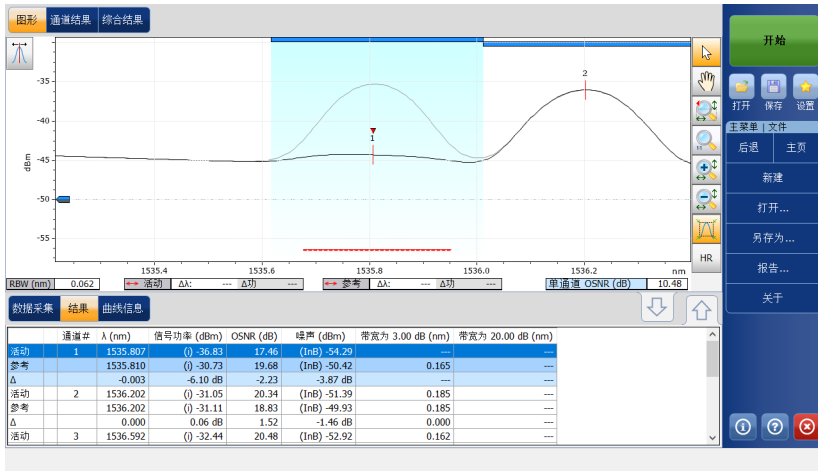 图形 通道结果 综合结果
开始
打开 保存 设置
主菜单 | 文件
后退 主页
新建
打开...
另存为...
报告...
关于
dBm
-35
-40
-45
-50
-55
1
2
1535.4 1535.6 1535.8 1536.0 1536.2 nm
HR
RBW (nm) 0.062 活动 Δλ: --- Δ功 --- 参考 Δλ: --- Δ功 --- 单通道 OSNR (dB) 10.48
数据采集 结果 曲线信息
通道# λ (nm) 信号功率 (dBm) OSNR (dB) 噪声 (dBm) 带宽为 3.00 dB (nm) 带宽为 20.00 dB (nm)
活动 1 1535.807 (i) -36.83 17.46 (InB) -54.29 --- ---
参考 1535.810 (i) -30.73 19.68 (InB) -50.42 0.165 ---
Δ -0.003 -6.10 dB -2.23 -3.87 dB --- ---
活动 2 1536.202 (i) -31.05 20.34 (InB) -51.39 0.185 ---
参考 1536.202 (i) -31.11 18.83 (InB) -49.93 0.185 ---
Δ 0.000 0.06 dB 1.52 -1.46 dB 0.000 ---
活动 3 1536.592 (i) -32.44 20.48 (InB) -52.92 0.162 ---